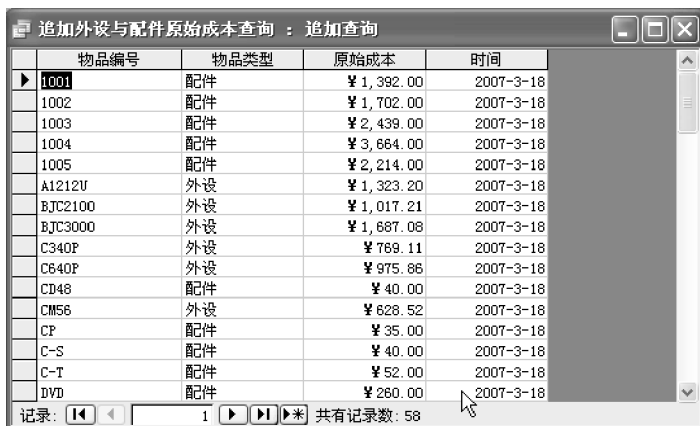 追加外设与配件原始成本查询 : 追加查询
物品编号 物品类型 原始成本 时间
1001 配件 ¥1,392.00 2007-3-18
1002 配件 ¥1,702.00 2007-3-18
1003 配件 ¥2,439.00 2007-3-18
1004 配件 ¥3,664.00 2007-3-18
1005 配件 ¥2,214.00 2007-3-18
A1212U 外设 ¥1,323.20 2007-3-18
BJC2100 外设 ¥1,017.21 2007-3-18
BJC3000 外设 ¥1,687.08 2007-3-18
C340P 外设 ¥769.11 2007-3-18
C640P 外设 ¥975.86 2007-3-18
CD48 配件 ¥40.00 2007-3-18
CM56 外设 ¥628.52 2007-3-18
CP 配件 ¥35.00 2007-3-18
C-S 配件 ¥40.00 2007-3-18
C-T 配件 ¥52.00 2007-3-18
DVD 配件 ¥260.00 2007-3-18
记录: 1 共有记录数: 58